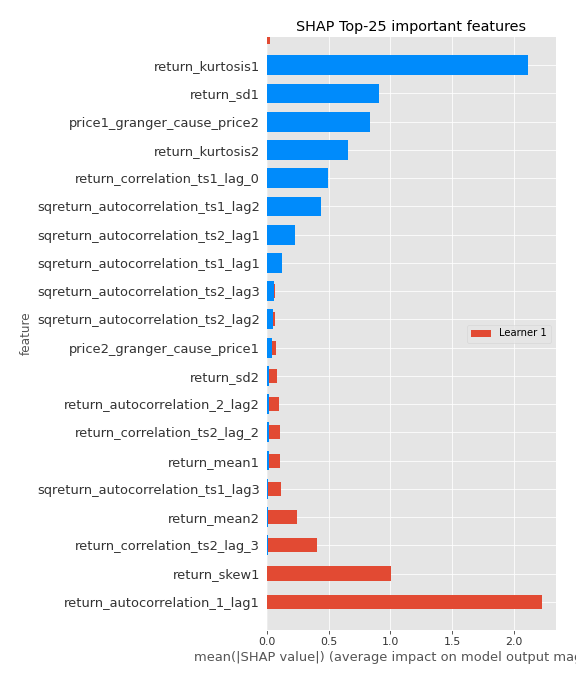 SHAP Top-25 important features
return_kurtosis1
return_sd1
price1_granger_cause_price2
return_kurtosis2
return_correlation_ts1_lag_0
sqreturn_autocorrelation_ts1_lag2
sqreturn_autocorrelation_ts2_lag1
sqreturn_autocorrelation_ts1_lag1
sqreturn_autocorrelation_ts2_lag3
sqreturn_autocorrelation_ts2_lag2
price2_granger_cause_price1
return_sd2
return_autocorrelation_2_lag2
return_correlation_ts2_lag_2
return_mean1
sqreturn_autocorrelation_ts1_lag3
return_mean2
return_correlation_ts2_lag_3
return_skew1
return_autocorrelation_1_lag1
feature
Learner 1
0.0 0.5 1.0 1.5 2.0
mean(|SHAP value|) (average impact on model output mag